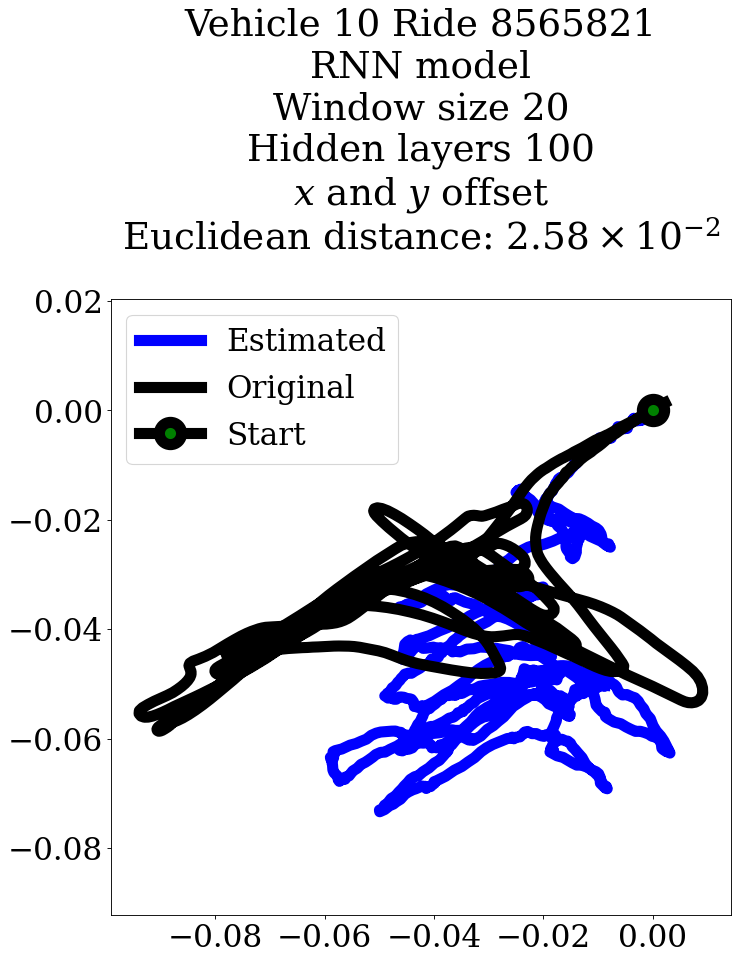 Vehicle 10 Ride 8565821
RNN model
Window size 20
Hidden layers 100
x and y offset
Euclidean distance: 2.58 × 10⁻²
Estimated
Original
Start
0.02
0.00
−0.02
−0.04
−0.06
−0.08
−0.08 −0.06 −0.04 −0.02 0.00